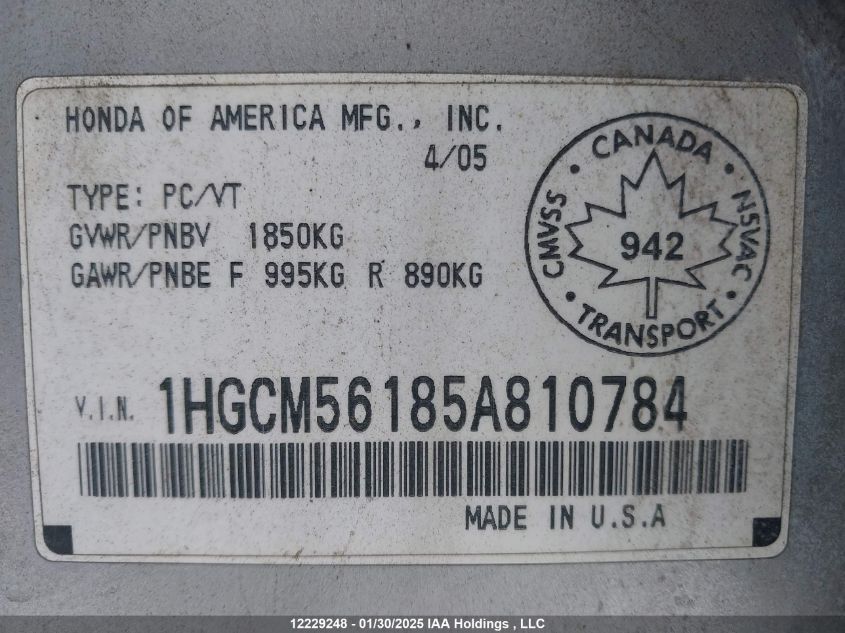 HONDA OF AMERICA MFG., INC.
4/05
TYPE: PC/VT
GVWR/PNBV 1850KG
GAWR/PNBE F 995KG R 890KG
• CANADA •
CMVSS
942
NSVAC
• TRANSPORT •
V.I.N. 1HGCM56185A810784
MADE IN U.S.A
12229248 - 01/30/2025 IAA Holdings , LLC